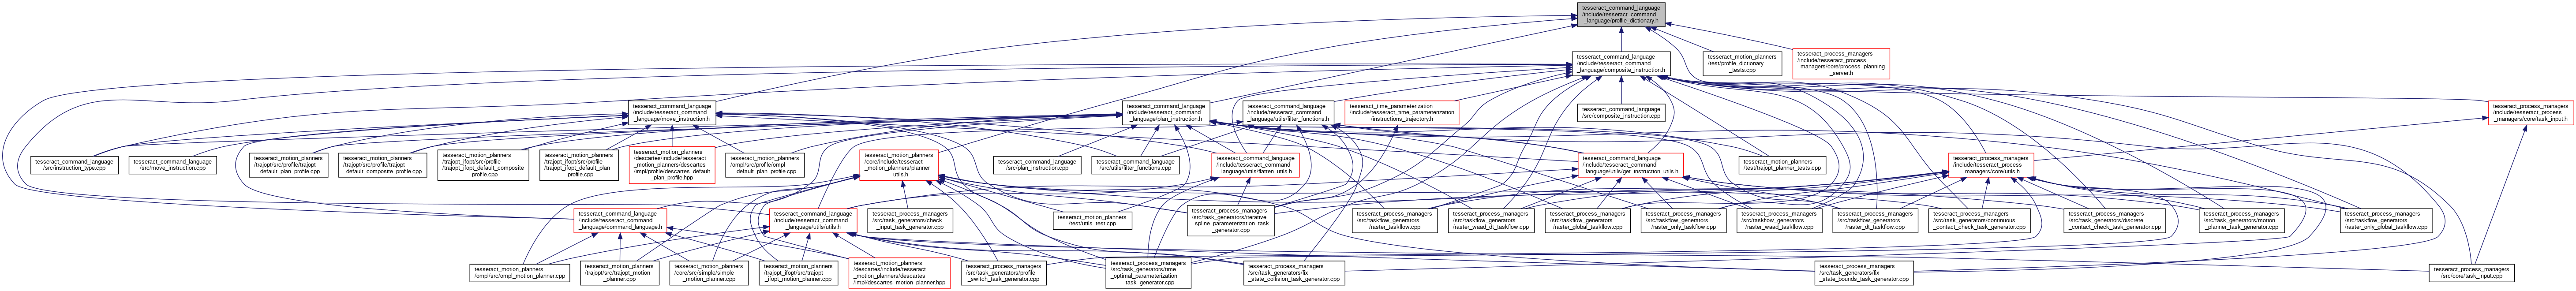 tesseract_command_language
/include/tesseract_command
_language/profile_dictionary.h
tesseract_command_language
/include/tesseract_command
_language/composite_instruction.h
tesseract_motion_planners
/test/profile_dictionary
_tests.cpp
tesseract_process_managers
/include/tesseract_process
_managers/core/process_planning
_server.h
tesseract_command_language
/include/tesseract_command
_language/move_instruction.h
tesseract_command_language
/include/tesseract_command
_language/plan_instruction.h
tesseract_command_language
/include/tesseract_command
_language/utils/filter_functions.h
tesseract_time_parameterization
/include/tesseract_time_parameterization
/instructions_trajectory.h
tesseract_command_language
/src/composite_instruction.cpp
tesseract_process_managers
/include/tesseract_process
_managers/core/task_input.h
tesseract_command_language
/src/instruction_type.cpp
tesseract_command_language
/src/move_instruction.cpp
tesseract_motion_planners
/trajopt/src/profile/trajopt
_default_plan_profile.cpp
tesseract_motion_planners
/trajopt/src/profile/trajopt
_default_composite_profile.cpp
tesseract_motion_planners
/trajopt_ifopt/src/profile
/trajopt_ifopt_default_composite
_profile.cpp
tesseract_motion_planners
/trajopt_ifopt/src/profile
/trajopt_ifopt_default_plan
_profile.cpp
tesseract_motion_planners
/descartes/include/tesseract
_motion_planners/descartes
/impl/profile/descartes_default
_plan_profile.hpp
tesseract_motion_planners
/ompl/src/profile/ompl
_default_plan_profile.cpp
tesseract_motion_planners
/core/include/tesseract
_motion_planners/planner
_utils.h
tesseract_command_language
/src/plan_instruction.cpp
tesseract_command_language
/src/utils/filter_functions.cpp
tesseract_command_language
/include/tesseract_command
_language/utils/flatten_utils.h
tesseract_command_language
/include/tesseract_command
_language/utils/get_instruction_utils.h
tesseract_motion_planners
/test/trajopt_planner_tests.cpp
tesseract_process_managers
/include/tesseract_process
_managers/core/utils.h
tesseract_command_language
/include/tesseract_command
_language/command_language.h
tesseract_command_language
/include/tesseract_command
_language/utils/utils.h
tesseract_process_managers
/src/task_generators/check
_input_task_generator.cpp
tesseract_motion_planners
/test/utils_test.cpp
tesseract_process_managers
/src/task_generators/iterative
_spline_parameterization_task
_generator.cpp
tesseract_process_managers
/src/taskflow_generators
/raster_taskflow.cpp
tesseract_process_managers
/src/taskflow_generators
/raster_waad_dt_taskflow.cpp
tesseract_process_managers
/src/taskflow_generators
/raster_global_taskflow.cpp
tesseract_process_managers
/src/taskflow_generators
/raster_only_taskflow.cpp
tesseract_process_managers
/src/taskflow_generators
/raster_waad_taskflow.cpp
tesseract_process_managers
/src/taskflow_generators
/raster_dt_taskflow.cpp
tesseract_process_managers
/src/task_generators/continuous
_contact_check_task_generator.cpp
tesseract_process_managers
/src/task_generators/discrete
_contact_check_task_generator.cpp
tesseract_process_managers
/src/task_generators/motion
_planner_task_generator.cpp
tesseract_process_managers
/src/taskflow_generators
/raster_only_global_taskflow.cpp
tesseract_motion_planners
/ompl/src/ompl_motion_planner.cpp
tesseract_motion_planners
/trajopt/src/trajopt_motion
_planner.cpp
tesseract_motion_planners
/core/src/simple/simple
_motion_planner.cpp
tesseract_motion_planners
/trajopt_ifopt/src/trajopt
_ifopt_motion_planner.cpp
tesseract_motion_planners
/descartes/include/tesseract
_motion_planners/descartes
/impl/descartes_motion_planner.hpp
tesseract_process_managers
/src/task_generators/profile
_switch_task_generator.cpp
tesseract_process_managers
/src/task_generators/time
_optimal_parameterization
_task_generator.cpp
tesseract_process_managers
/src/task_generators/fix
_state_collision_task_generator.cpp
tesseract_process_managers
/src/task_generators/fix
_state_bounds_task_generator.cpp
tesseract_process_managers
/src/core/task_input.cpp